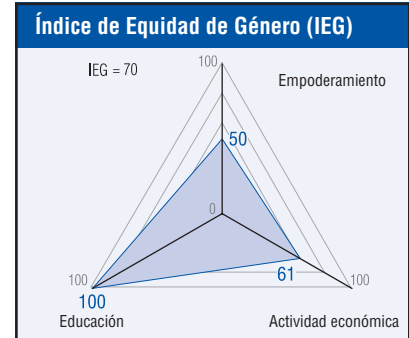 Índice de Equidad de Género (IEG)
IEG = 70
100
Empoderamiento
50
0
100
61
100
100
Educación
Actividad económica